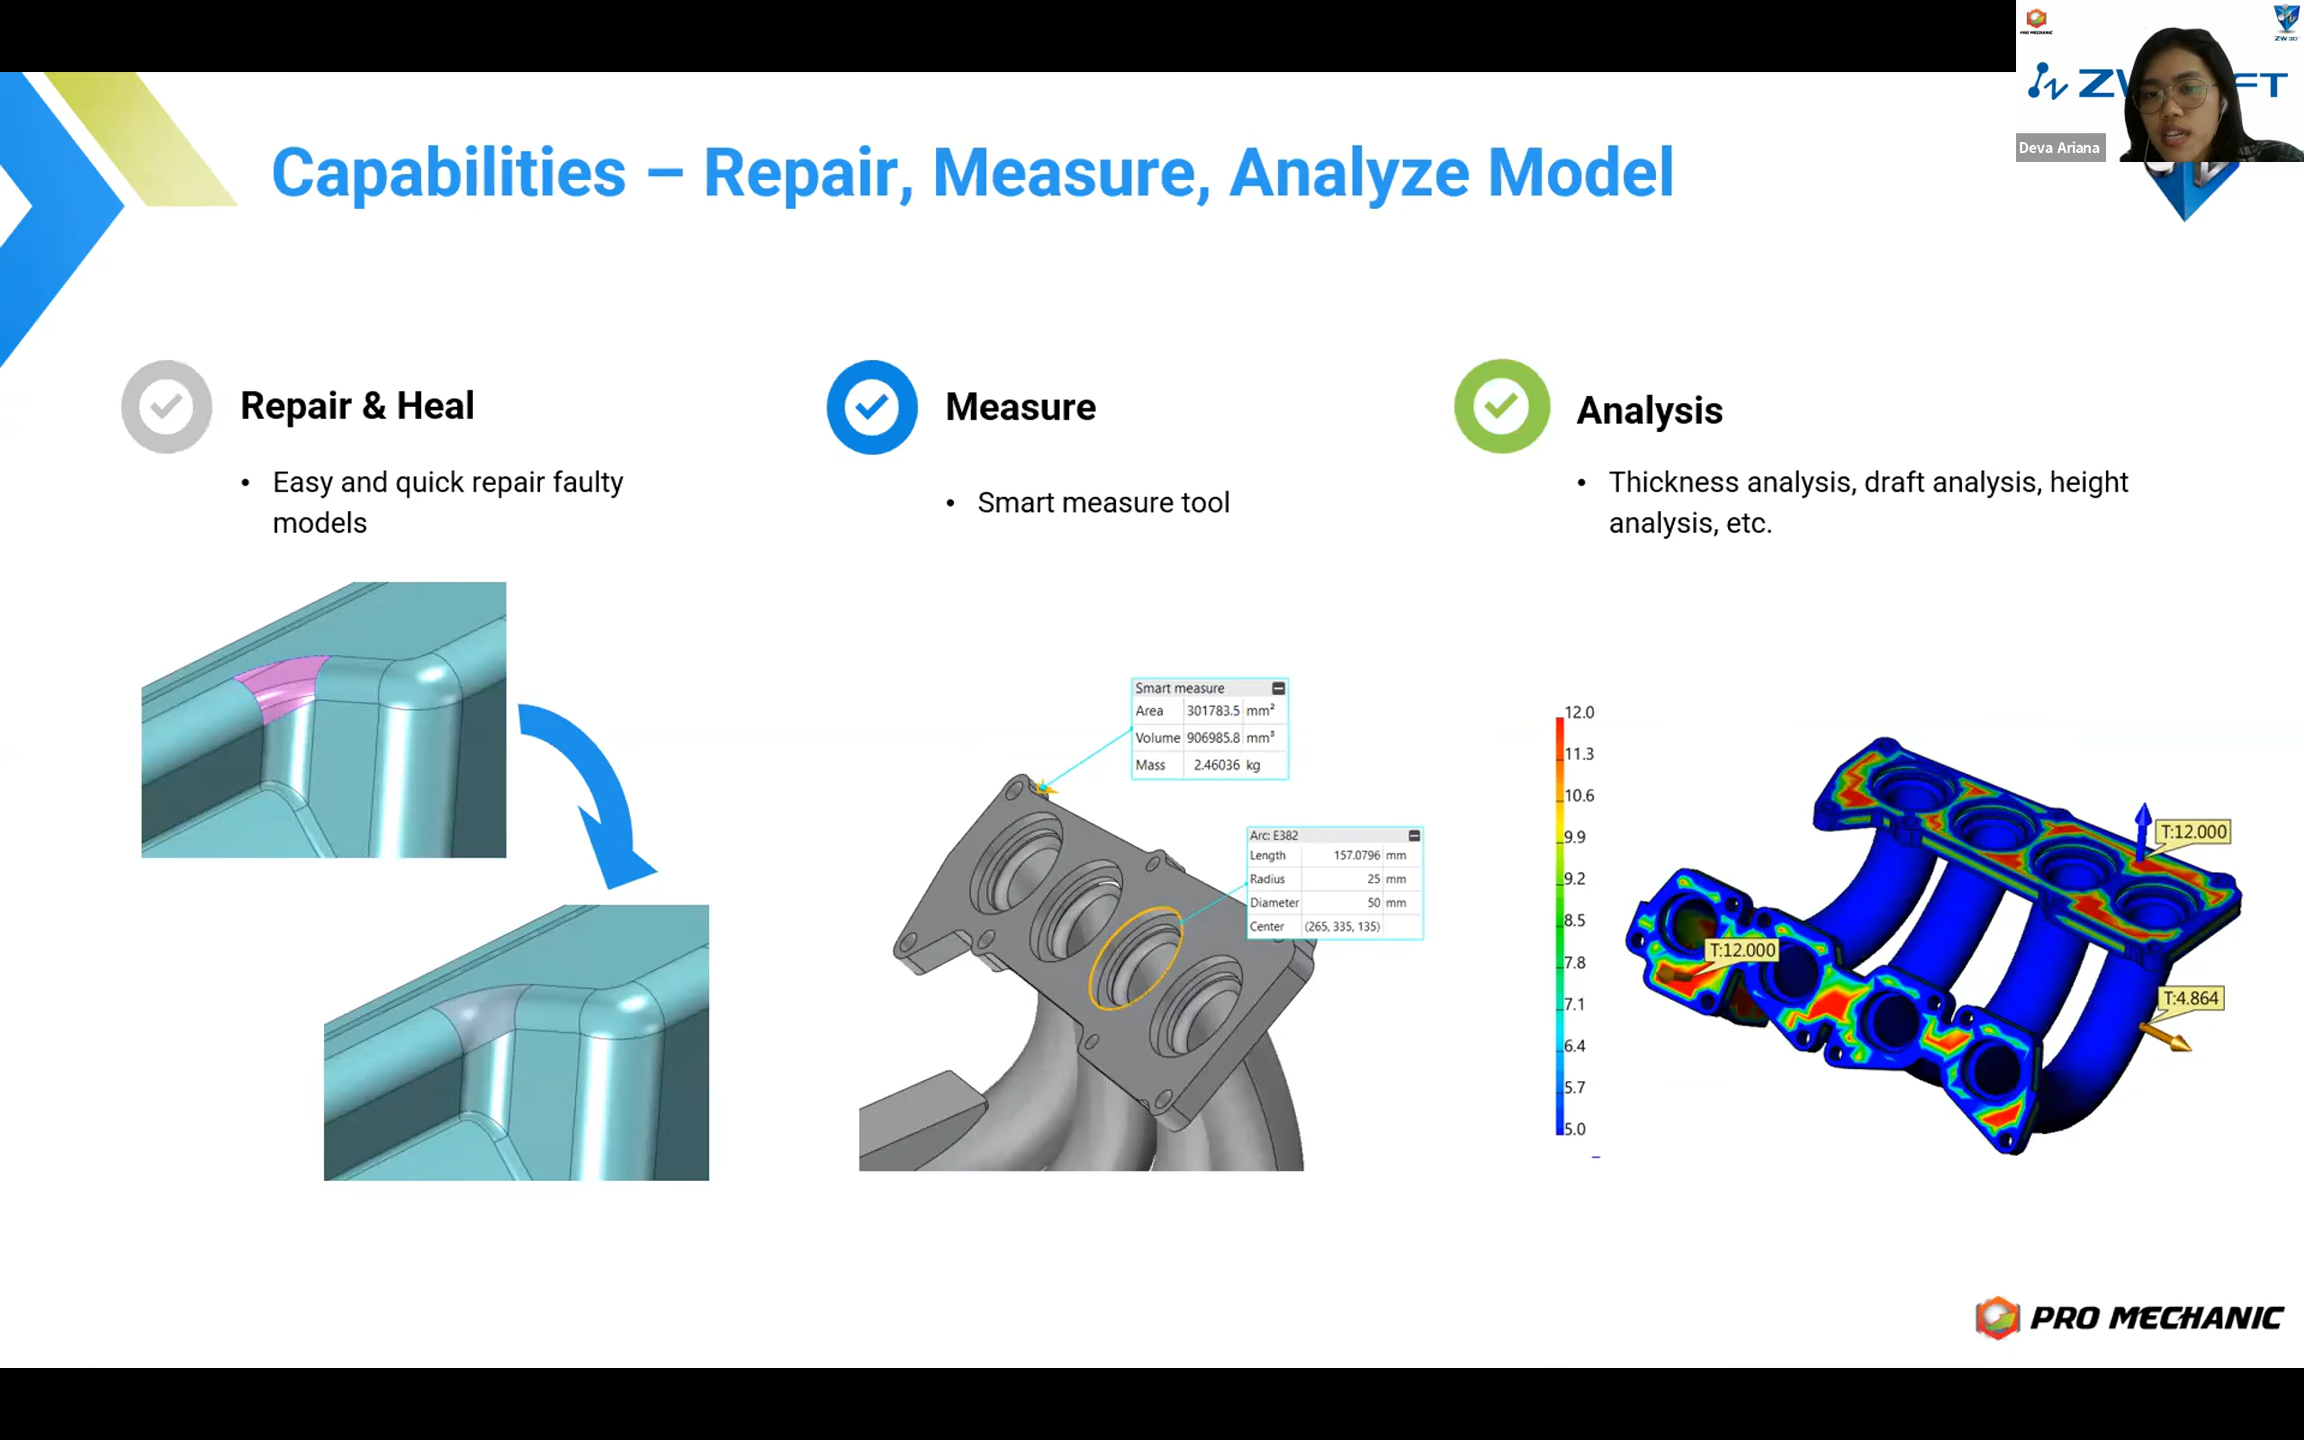 PRO MECHANIC
ZW3D
Deva Ariana
Capabilities – Repair, Measure, Analyze Model
Repair & Heal
• Easy and quick repair faulty
models
Measure
• Smart measure tool
Smart measure
Area 301783.5 mm²
Volume 906985.8 mm³
Mass 2.46036 kg
Arc: E382
Length 157.0796 mm
Radius 25 mm
Diameter 50 mm
Center (265, 335, 135)
Analysis
• Thickness analysis, draft analysis, height
analysis, etc.
12.0
11.3
10.6
9.9
9.2
8.5
7.8
7.1
6.4
5.7
5.0
T:12.000
T:12.000
T:4.864
PRO MECHANIC